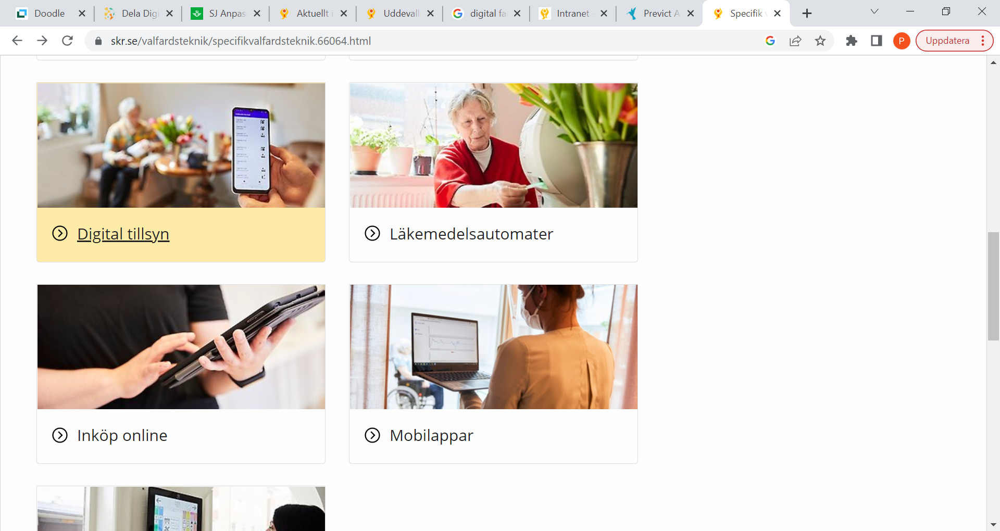 Doodle
Dela Digi
SJ Anpas
Aktuellt i
Uddevall
digital fa
Intranet
Previct A
Specifik v
skr.se/valfardsteknik/specifikvalfardsteknik.66064.html
P
Uppdatera
Digital tillsyn
Läkemedelsautomater
Inköp online
Mobilappar